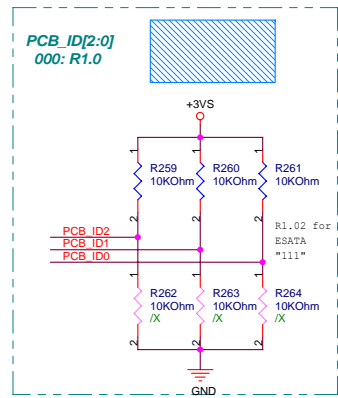 PCB_ID[2:0]
000: R1.0
+3VS
1 1 1
R259 R260 R261
10KOhm 10KOhm 10KOhm
2 2 2
R1.02 for
ESATA
"111"
PCB_ID2
PCB_ID1
PCB_ID0
1 1 1
R262 R263 R264
10KOhm 10KOhm 10KOhm
/X /X /X
2 2 2
GND